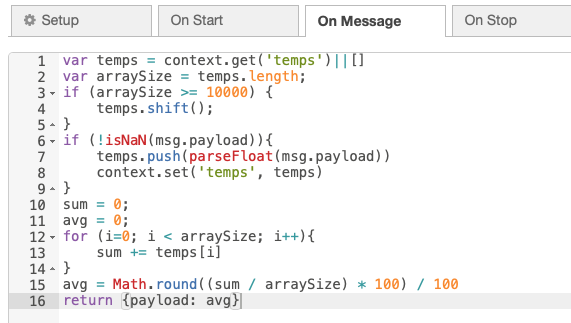 Setup
On Start
On Message
On Stop
1 var temps = context.get('temps')||[]
2 var arraySize = temps.length;
3 if (arraySize >= 10000) {
4     temps.shift();
5 }
6 if (!isNaN(msg.payload)){
7     temps.push(parseFloat(msg.payload))
8     context.set('temps', temps)
9 }
10 sum = 0;
11 avg = 0;
12 for (i=0; i < arraySize; i++){
13     sum += temps[i]
14 }
15 avg = Math.round((sum / arraySize) * 100) / 100
16 return {payload: avg}